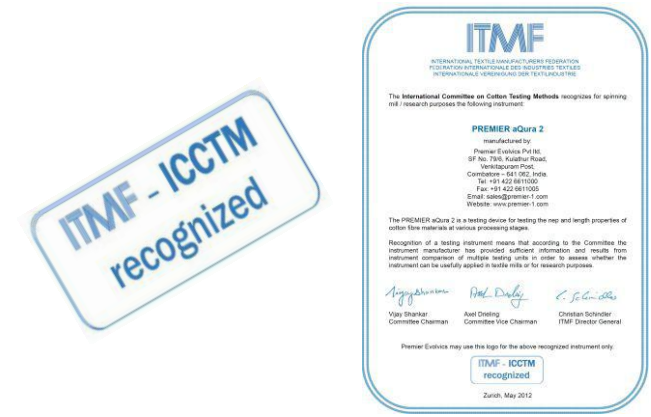 ITMF - ICCTM
recognized
ITMF
INTERNATIONAL TEXTILE MANUFACTURERS FEDERATION
FÉDÉRATION INTERNATIONALE DES INDUSTRIES TEXTILES
INTERNATIONALE VEREINIGUNG DER TEXTILINDUSTRIE
The International Committee on Cotton Testing Methods recognizes for spinning
mill / research purposes the following instrument:
PREMIER aQura 2
manufactured by:
Premier Evolvics Pvt ltd,
SF No. 79/6, Kulathur Road,
Venkitapuram Post,
Coimbatore – 641 062, India.
Tel: +91 422 6611000
Fax: +91 422 6611005
Email: sales@premier-1.com
Website: www.premier-1.com
The PREMIER aQura 2 is a testing device for testing the nep and length properties of
cotton fibre materials at various processing stages.
Recognition of a testing instrument means that according to the Committee the
instrument manufacturer has provided sufficient information and results from
instrument comparison of multiple testing units in order to assess whether the
instrument can be usefully applied in textile mills or for research purposes.
Vijay Shankar
Axel Drieling
C. Schindler
Vijay Shankar
Committee Chairman
Axel Drieling
Committee Vice Chairman
Christian Schindler
ITMF Director General
Premier Evolvics may use this logo for the above recognized instrument only.
ITMF - ICCTM
recognized
Zurich, May 2012